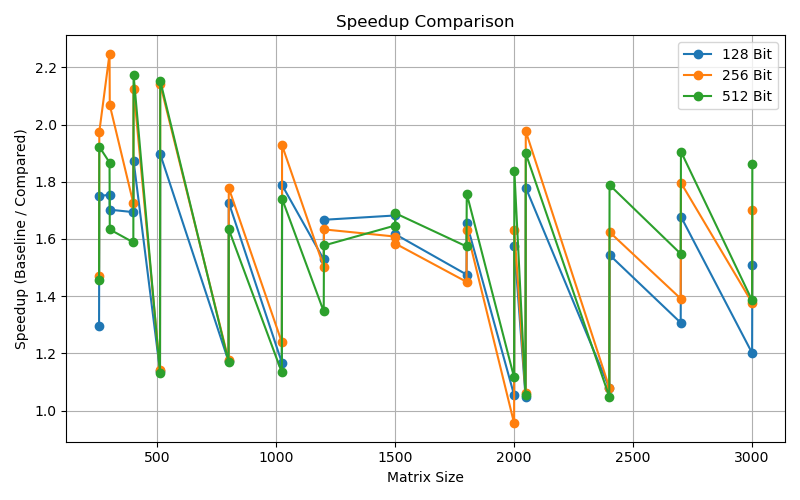 Speedup Comparison
128 Bit
256 Bit
512 Bit
Speedup (Baseline / Compared)
2.2
2.0
1.8
1.6
1.4
1.2
1.0
500 1000 1500 2000 2500 3000
Matrix Size